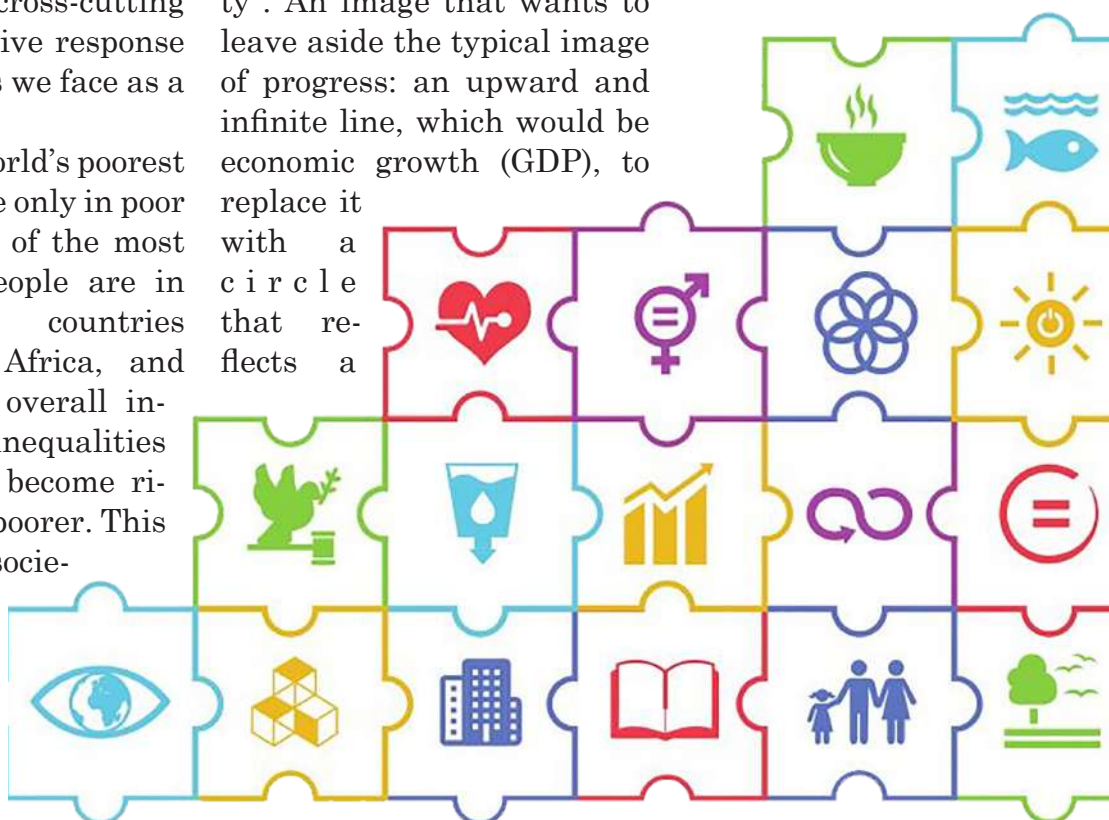 cross-cutting
ive response
s we face as a
orld's poorest
e only in poor
of the most
eople are in
countries
Africa, and
overall in-
nequalities
become ri-
poorer. This
socie-
ty". An image that wants to
leave aside the typical image
of progress: an upward and
infinite line, which would be
economic growth (GDP), to
replace it
with a
circle
that re-
flects a